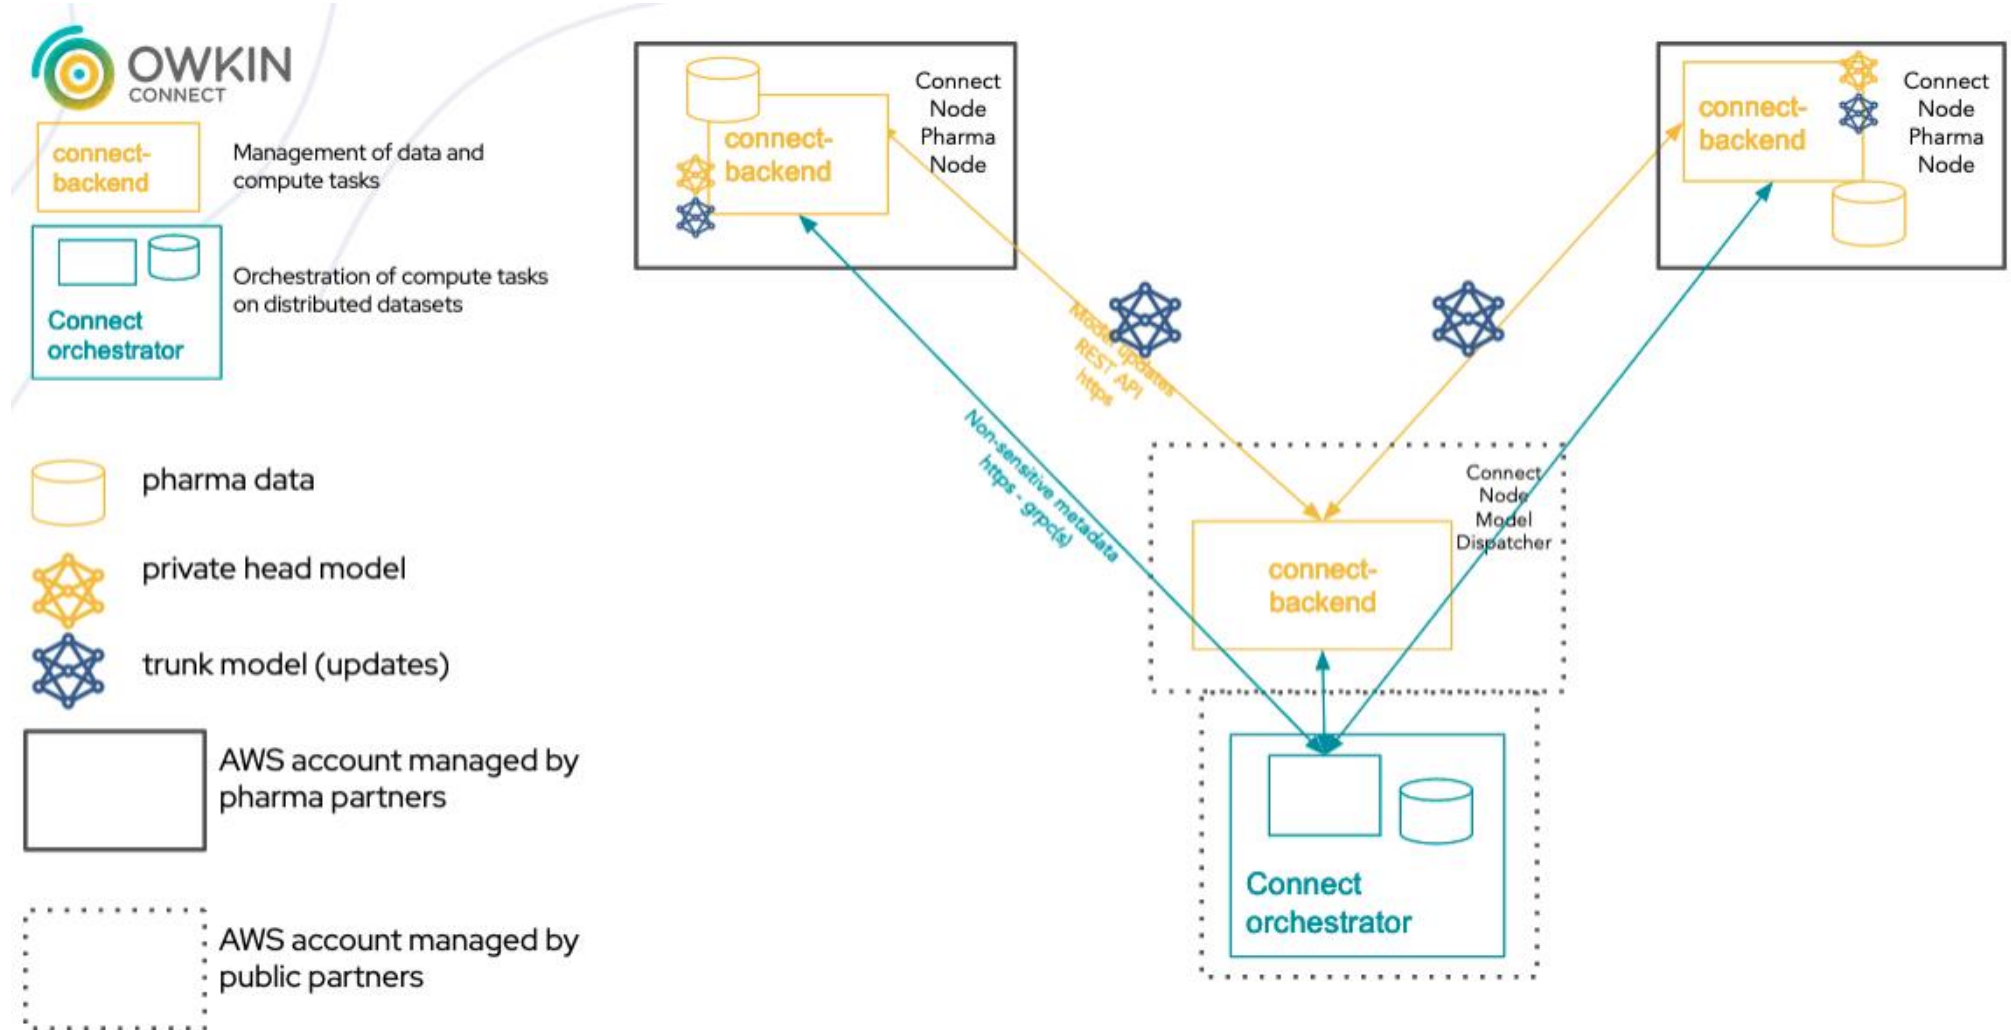 OWKIN
CONNECT
connect-
backend
Management of data and
compute tasks
Connect
orchestrator
Orchestration of compute tasks
on distributed datasets
pharma data
private head model
trunk model (updates)
AWS account managed by
pharma partners
AWS account managed by
public partners
connect-
backend
Connect
Node
Pharma
Node
connect-
backend
Connect
Node
Pharma
Node
Model updates
REST API
https
Non-sensitive metadata
https - grpc(s)
Connect
Node
Model
Dispatcher
connect-
backend
Connect
orchestrator